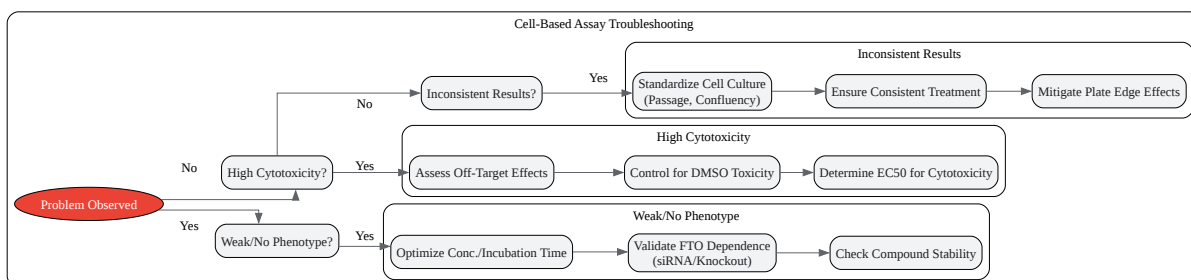 Cell-Based Assay Troubleshooting
Inconsistent Results
Yes
Inconsistent Results?
Standardize Cell Culture
(Passage, Confluency)
Ensure Consistent Treatment
Mitigate Plate Edge Effects
No
High Cytotoxicity
No
High Cytotoxicity?
Yes
Assess Off-Target Effects
Control for DMSO Toxicity
Determine EC50 for Cytotoxicity
Problem Observed
Yes
Weak/No Phenotype
Weak/No Phenotype?
Yes
Optimize Conc./Incubation Time
Validate FTO Dependence
(siRNA/Knockout)
Check Compound Stability